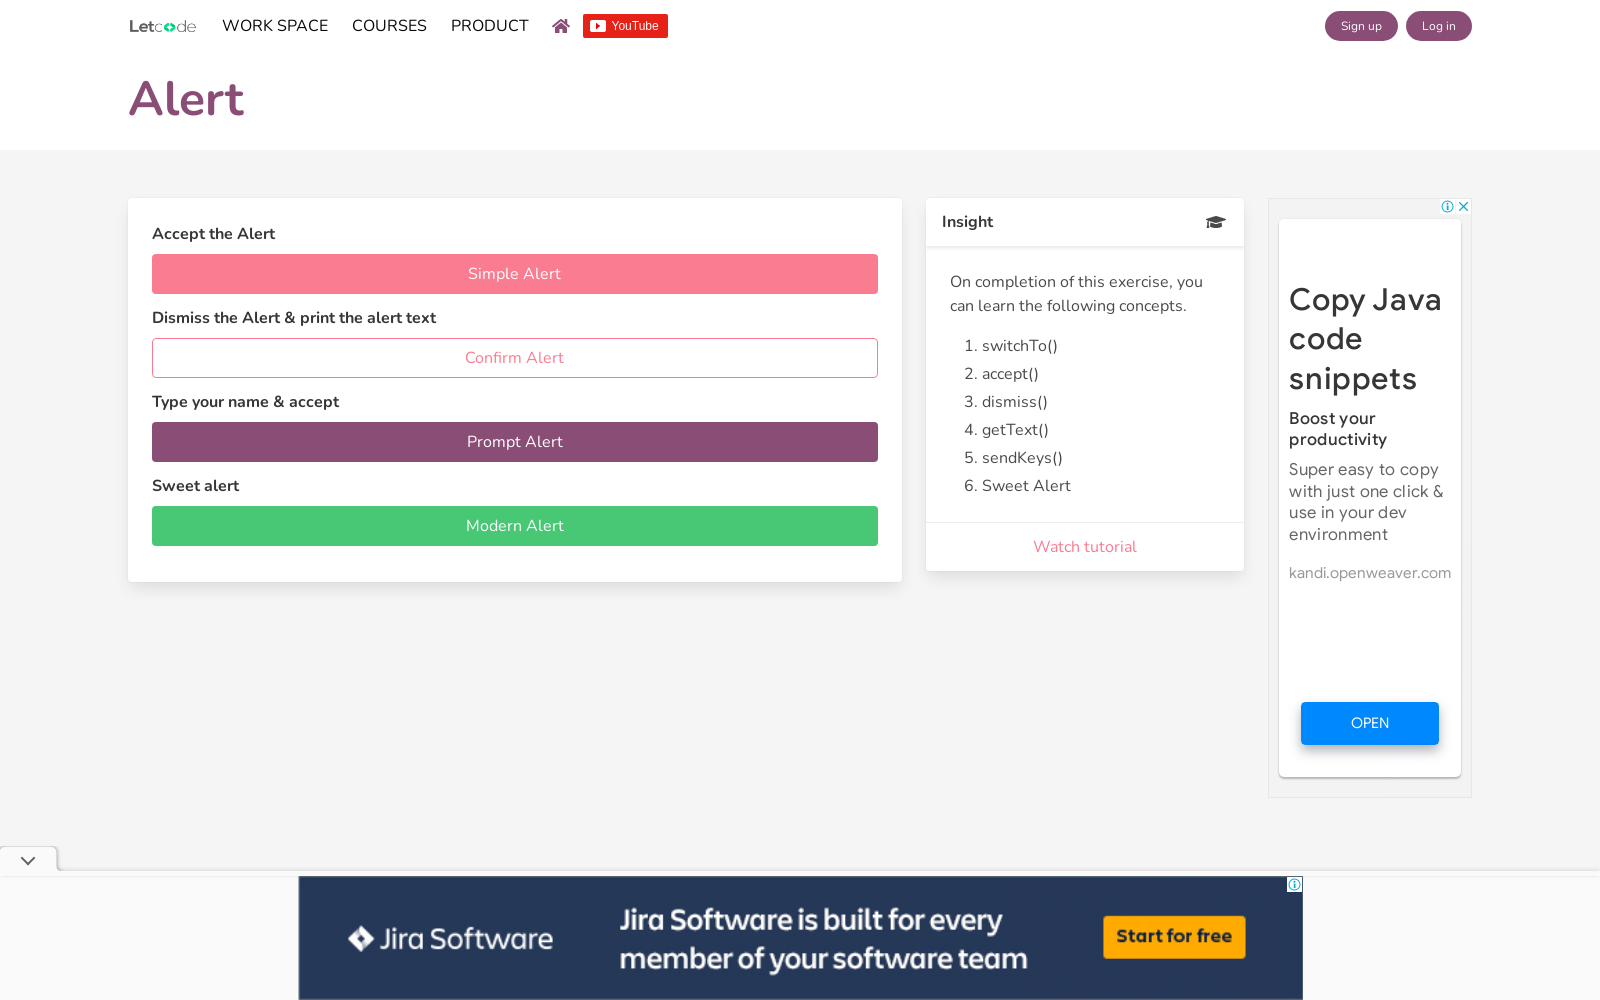 Letcode WORK SPACE COURSES PRODUCT YouTube Sign up Log in
Alert
Accept the Alert
Simple Alert
Dismiss the Alert & print the alert text
Confirm Alert
Type your name & accept
Prompt Alert
Sweet alert
Modern Alert
Insight
On completion of this exercise, you
can learn the following concepts.
1. switchTo()
2. accept()
3. dismiss()
4. getText()
5. sendKeys()
6. Sweet Alert
Watch tutorial
Copy Java
code
snippets
Boost your
productivity
Super easy to copy
with just one click &
use in your dev
environment
kandi.openweaver.com
OPEN
Jira Software
Jira Software is built for every
member of your software team
Start for free